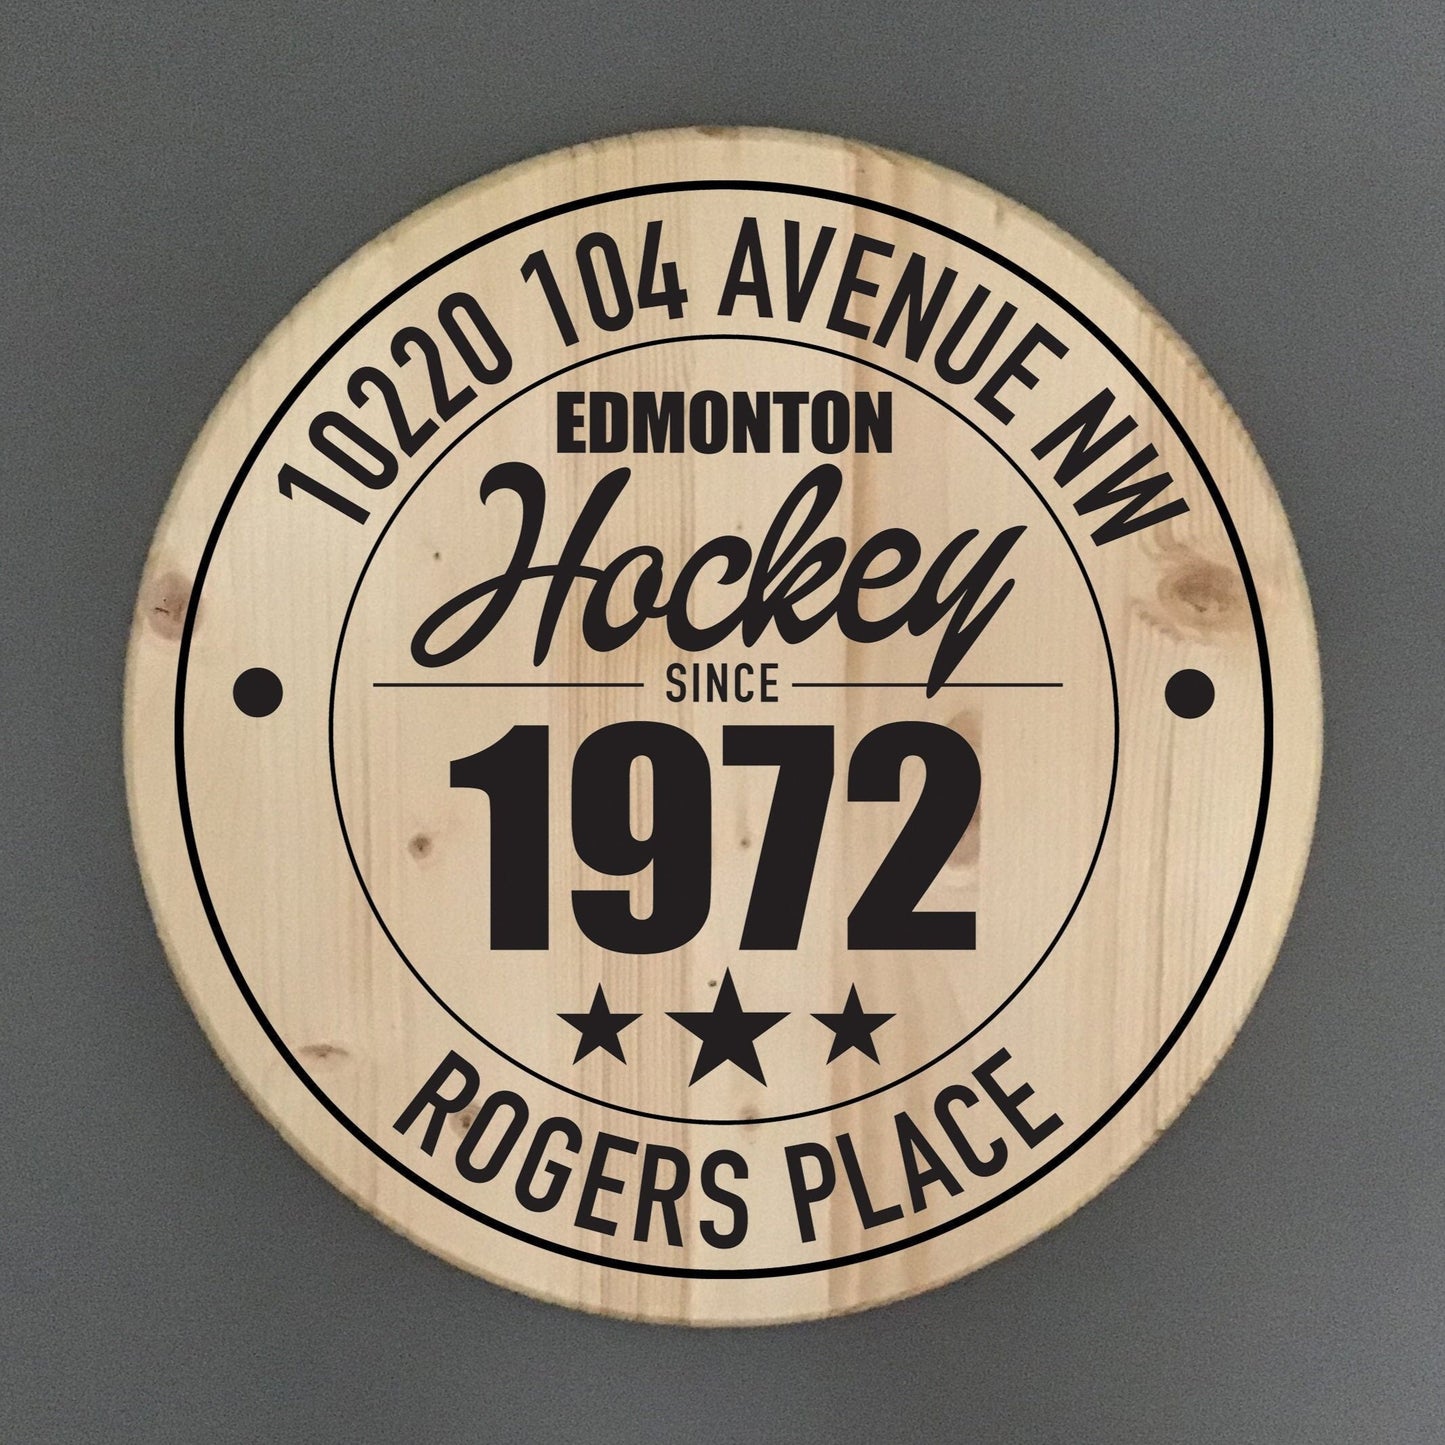 10220 104 AVENUE NW
EDMONTON
Hockey
SINCE
1972
ROGERS PLACE